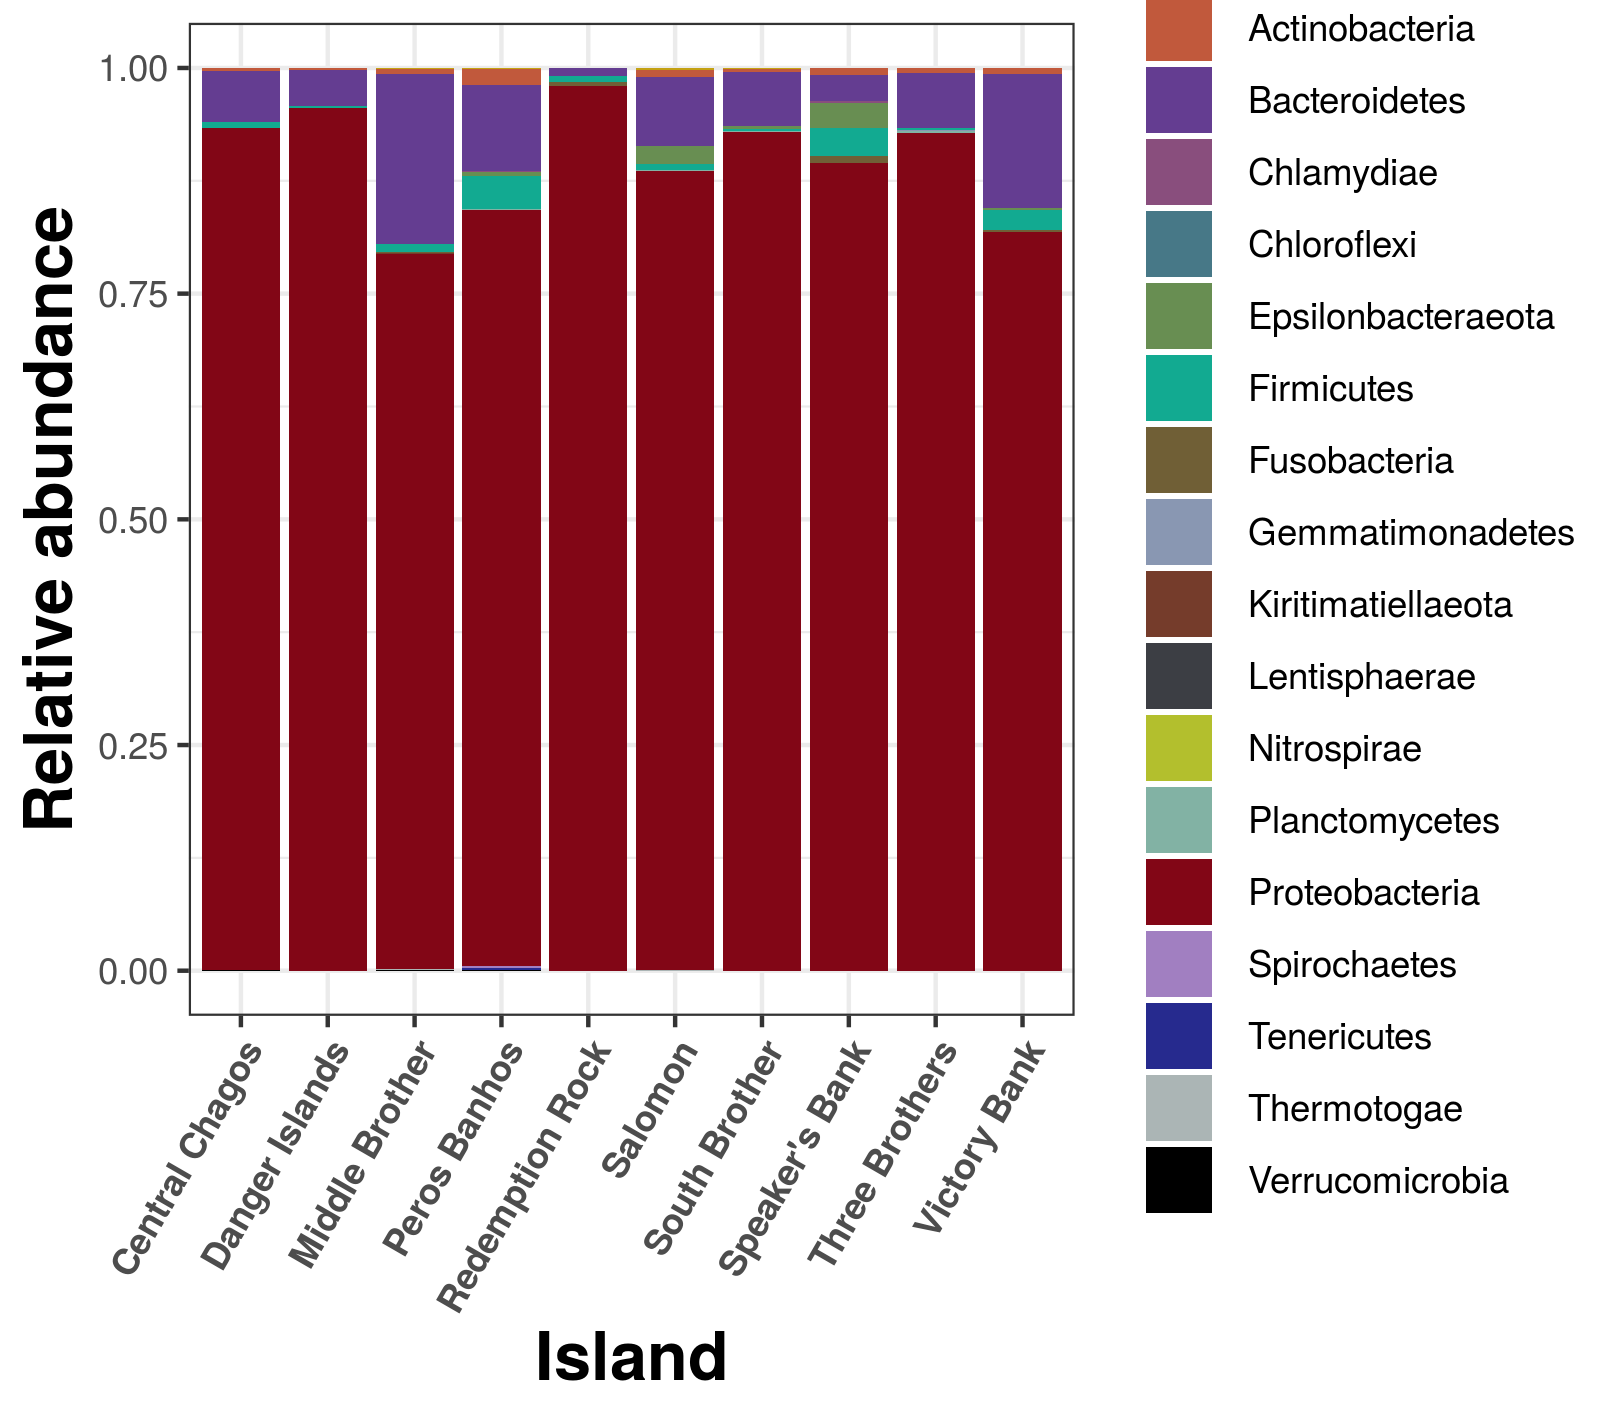 Relative abundance
1.00
0.75
0.50
0.25
0.00
Central Chagos
Danger Islands
Middle Brother
Peros Banhos
Redemption Rock
Salomon
South Brother
Speaker's Bank
Three Brothers
Victory Bank
Island
Actinobacteria
Bacteroidetes
Chlamydiae
Chloroflexi
Epsilonbacteraeota
Firmicutes
Fusobacteria
Gemmatimonadetes
Kiritimatiellaeota
Lentisphaerae
Nitrospirae
Planctomycetes
Proteobacteria
Spirochaetes
Tenericutes
Thermotogae
Verrucomicrobia